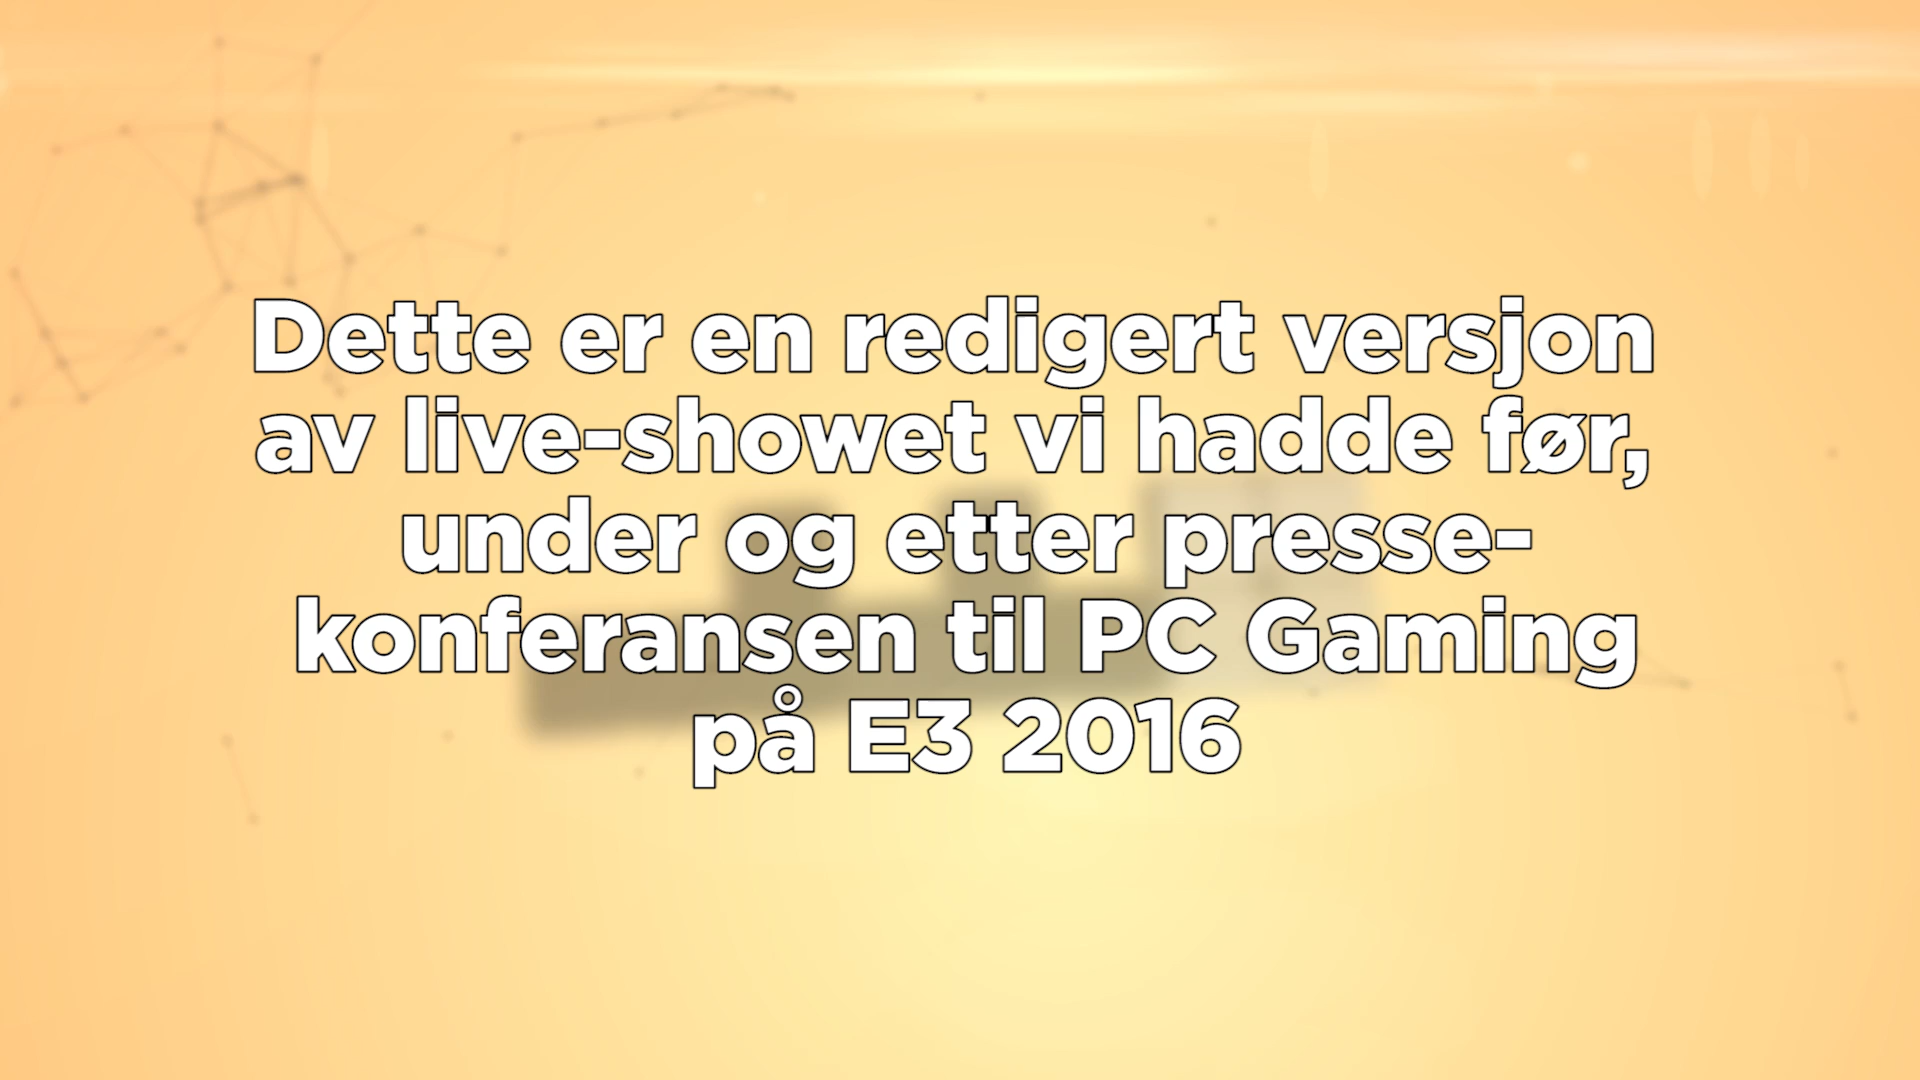 Dette er en redigert versjon
av live-showet vi hadde før,
under og etter presse-
konferansen til PC Gaming
på E3 2016